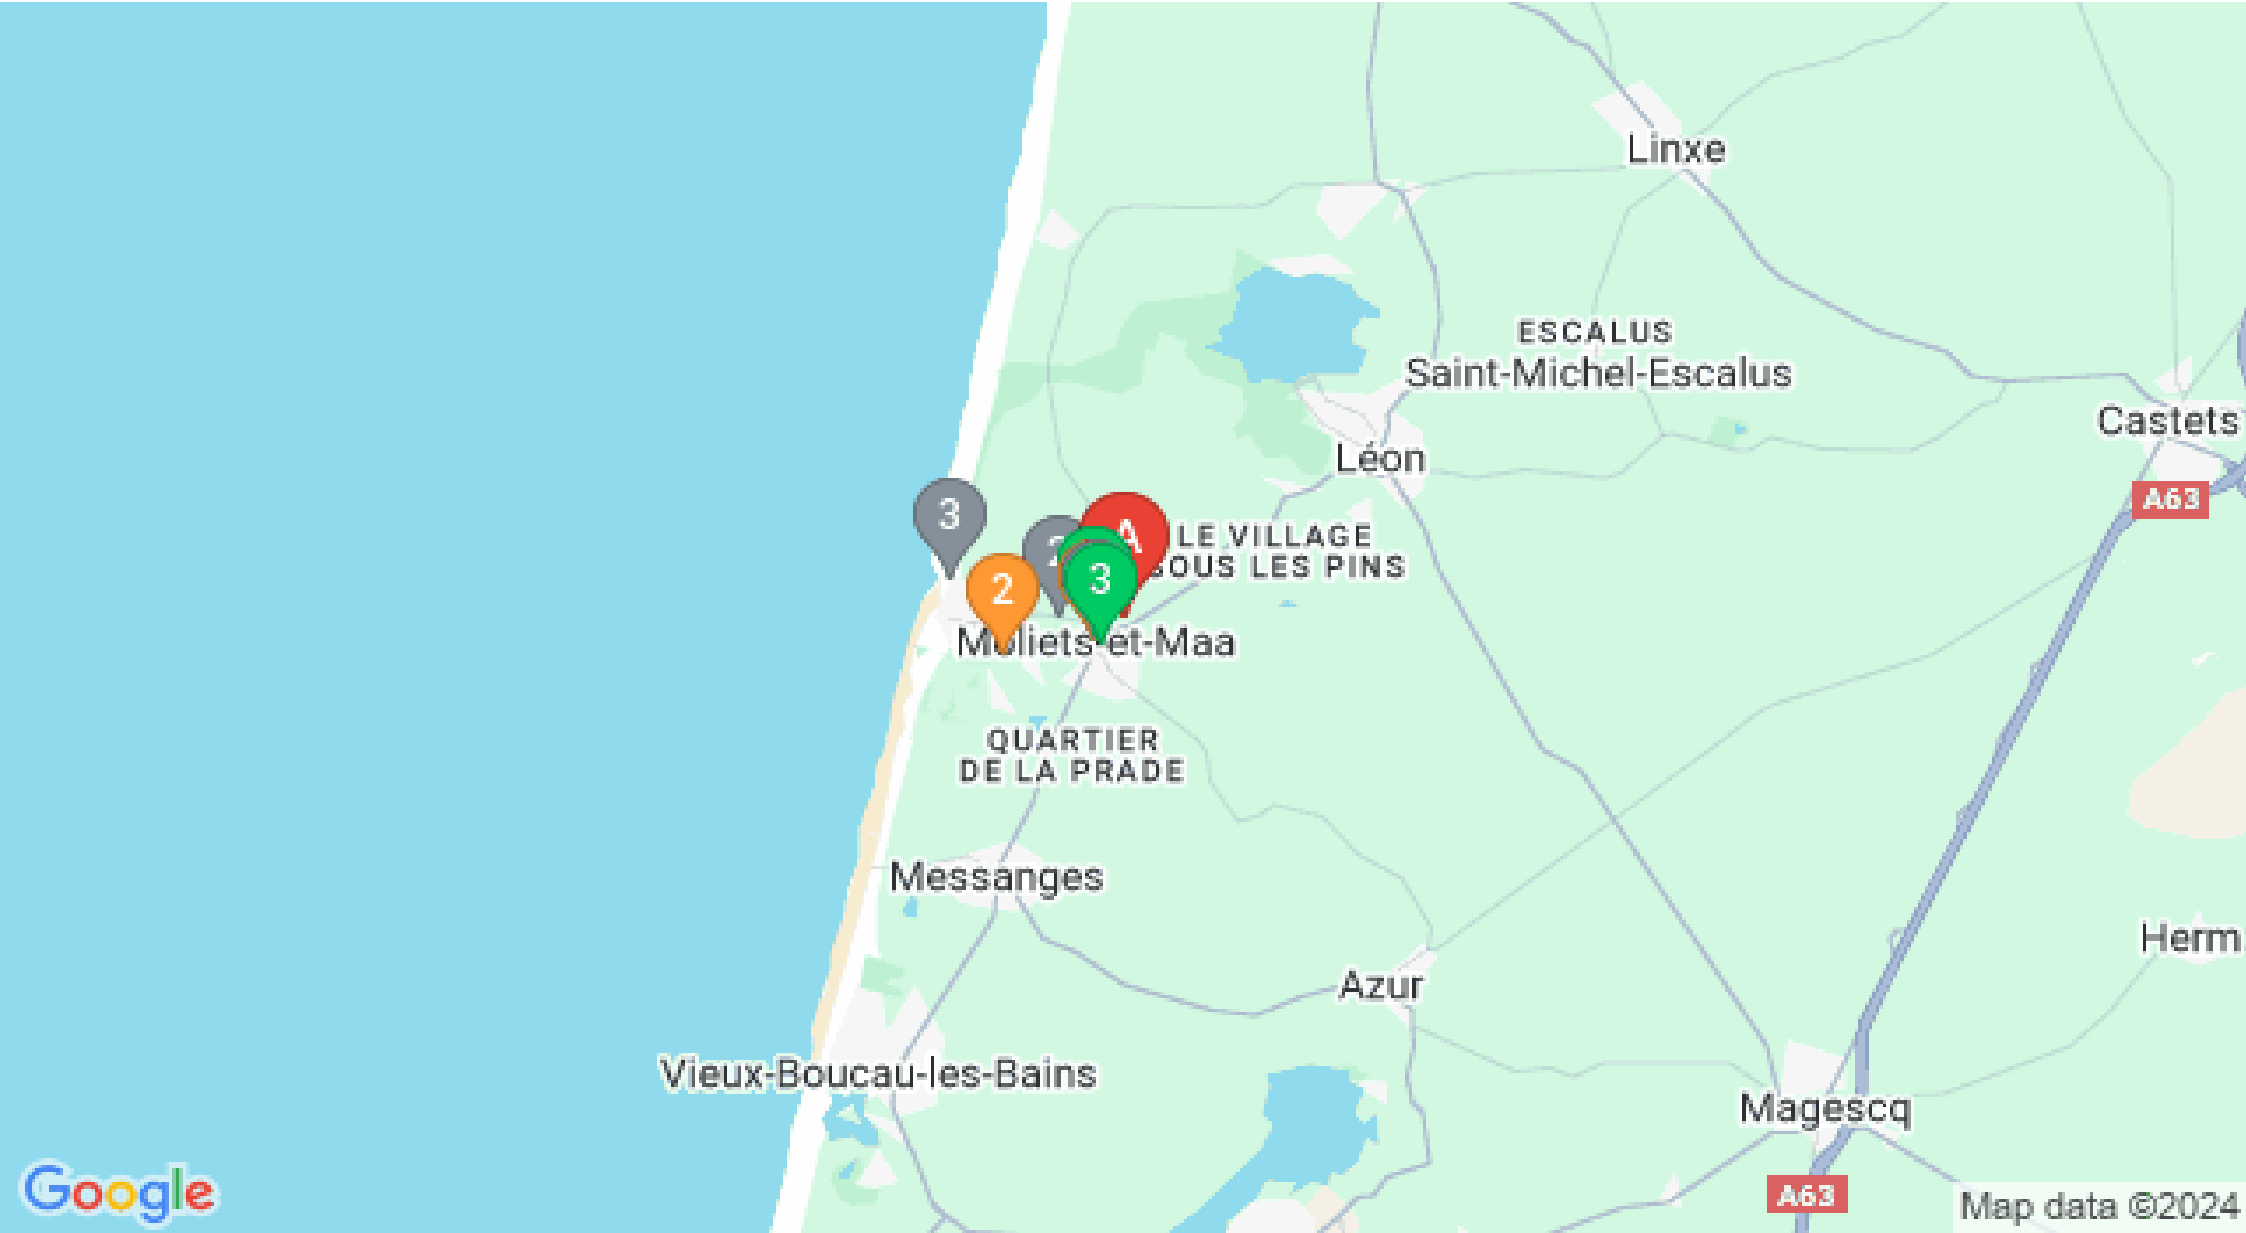 Linxe
ESCALUS
Saint-Michel-Escalus
Castets
Léon
A63
3
2
A
LE VILLAGE
SOUS LES PINS
2
3
Moliets-et-Maa
QUARTIER
DE LA PRADE
Messanges
Herm
Azur
Vieux-Boucau-les-Bains
Magescq
A63
Google
Map data ©2024